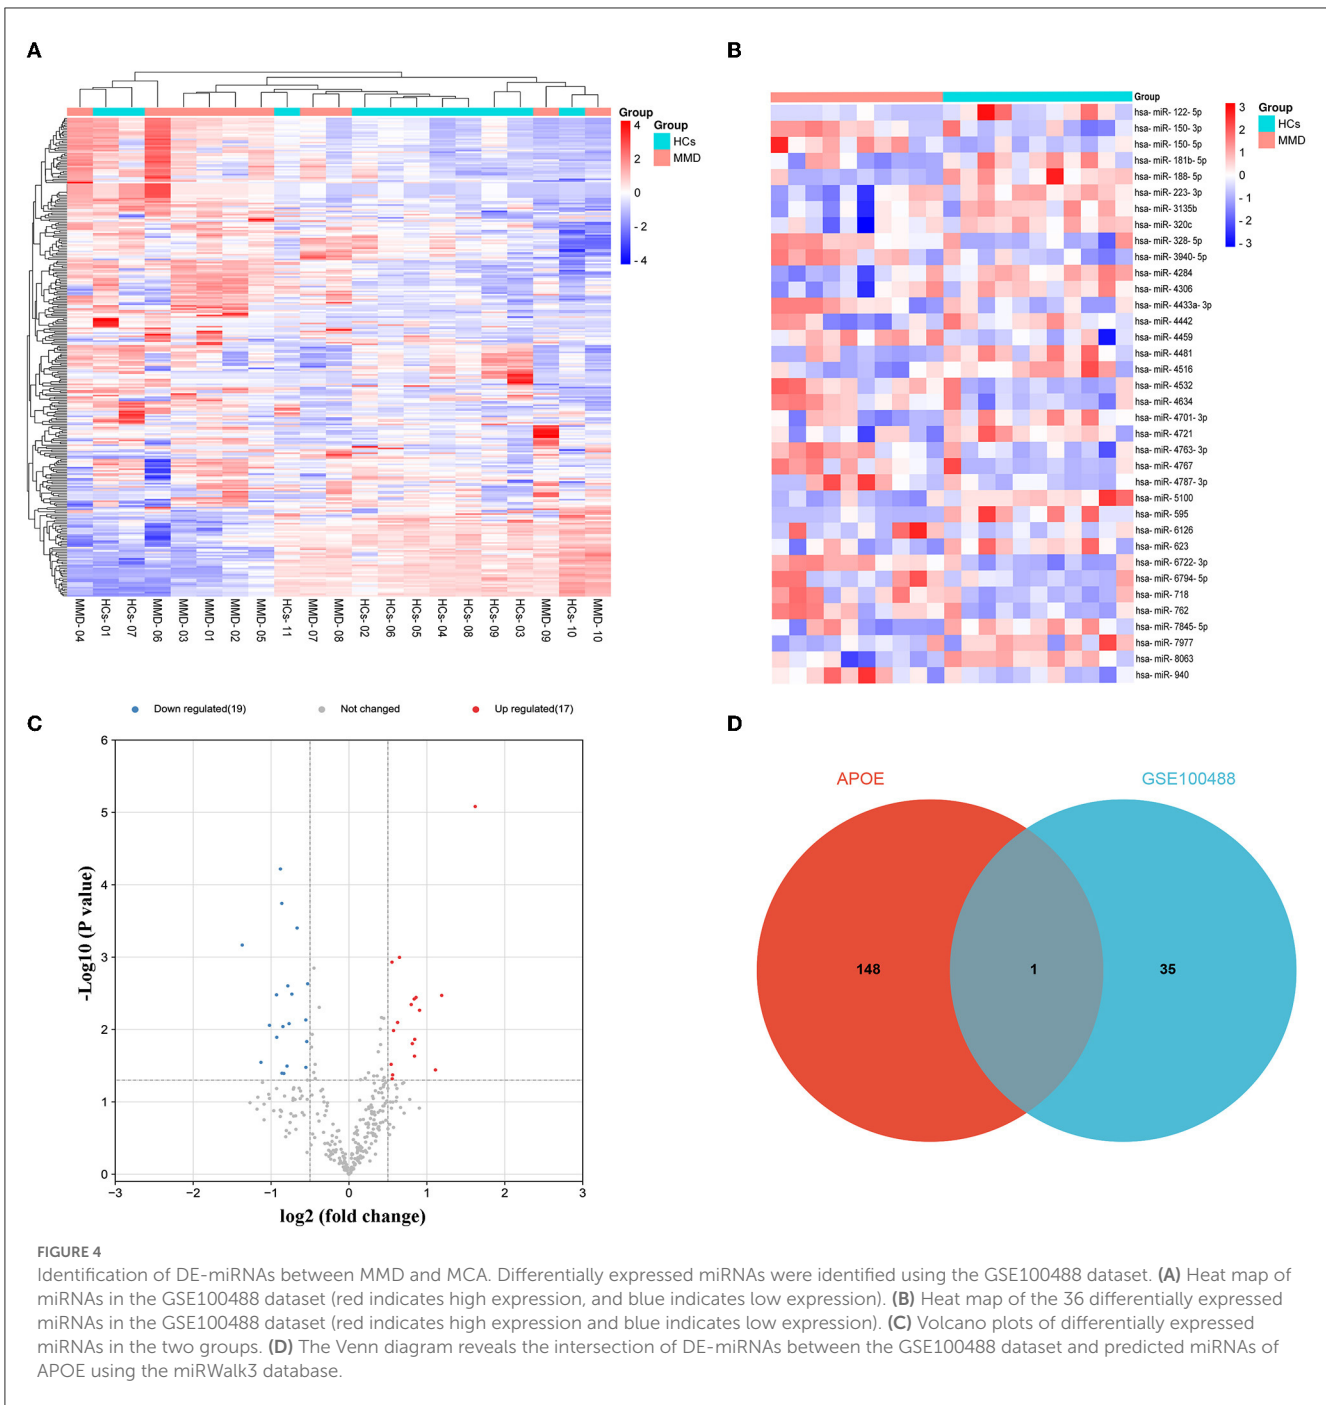 A
Group
4
2
0
- 2
- 4
Group
HCs
MMD
MMD- 04
HCs- 01
HCs- 07
MMD- 06
MMD- 03
MMD- 01
MMD- 02
MMD- 05
HCs- 11
MMD- 07
MMD- 08
HCs- 02
HCs- 06
HCs- 05
HCs- 04
HCs- 08
HCs- 09
HCs- 03
MMD- 09
HCs- 10
MMD- 10
B
Group
hsa- miR- 122- 5p
hsa- miR- 150- 3p
hsa- miR- 150- 5p
hsa- miR- 181b- 5p
hsa- miR- 188- 5p
hsa- miR- 223- 3p
hsa- miR- 3135b
hsa- miR- 320c
hsa- miR- 328- 5p
hsa- miR- 3940- 5p
hsa- miR- 4284
hsa- miR- 4306
hsa- miR- 4433a- 3p
hsa- miR- 4442
hsa- miR- 4459
hsa- miR- 4481
hsa- miR- 4516
hsa- miR- 4532
hsa- miR- 4634
hsa- miR- 4701- 3p
hsa- miR- 4721
hsa- miR- 4763- 3p
hsa- miR- 4767
hsa- miR- 4787- 3p
hsa- miR- 5100
hsa- miR- 595
hsa- miR- 6126
hsa- miR- 623
hsa- miR- 6722- 3p
hsa- miR- 6794- 5p
hsa- miR- 718
hsa- miR- 762
hsa- miR- 7845- 5p
hsa- miR- 7977
hsa- miR- 8063
hsa- miR- 940
3
2
1
0
- 1
- 2
- 3
Group
HCs
MMD
C
Down regulated(19) Not changed Up regulated(17)
6
5
4
3
2
1
0
-Log10 (P value)
−3 −2 −1 0 1 2 3
log2 (fold change)
D
APOE
GSE100488
148 1 35
FIGURE 4
Identification of DE-miRNAs between MMD and MCA. Differentially expressed miRNAs were identified using the GSE100488 dataset. (A) Heat map of
miRNAs in the GSE100488 dataset (red indicates high expression, and blue indicates low expression). (B) Heat map of the 36 differentially expressed
miRNAs in the GSE100488 dataset (red indicates high expression and blue indicates low expression). (C) Volcano plots of differentially expressed
miRNAs in the two groups. (D) The Venn diagram reveals the intersection of DE-miRNAs between the GSE100488 dataset and predicted miRNAs of
APOE using the miRWalk3 database.